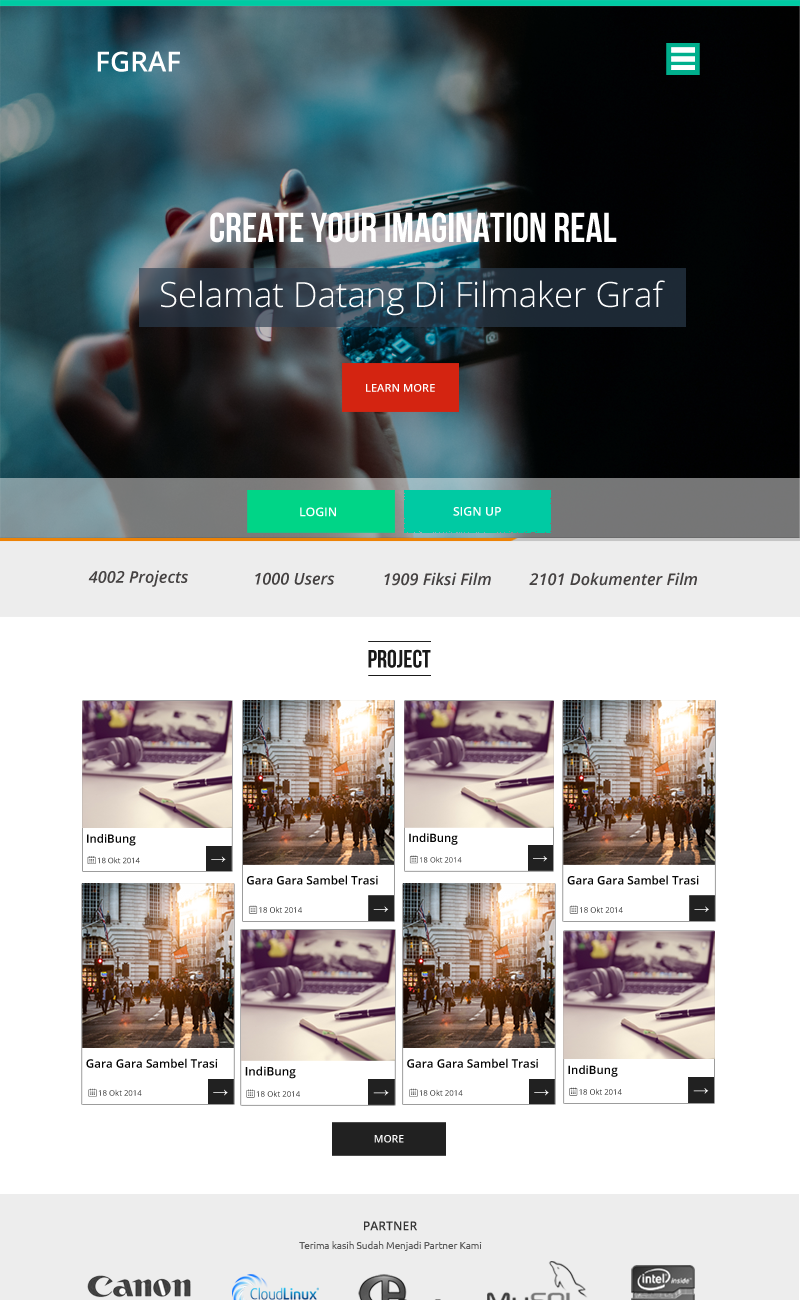 FGRAF
CREATE YOUR IMAGINATION REAL
Selamat Datang Di Filmaker Graf
LEARN MORE
LOGIN
SIGN UP
4002 Projects
1000 Users
1909 Fiksi Film
2101 Dokumenter Film
PROJECT
IndiBung
18 Okt 2014
Gara Gara Sambel Trasi
18 Okt 2014
IndiBung
18 Okt 2014
Gara Gara Sambel Trasi
18 Okt 2014
Gara Gara Sambel Trasi
18 Okt 2014
IndiBung
18 Okt 2014
Gara Gara Sambel Trasi
18 Okt 2014
IndiBung
18 Okt 2014
MORE
PARTNER
Terima kasih Sudah Menjadi Partner Kami
Canon
CloudLinux
MySQL
intel inside